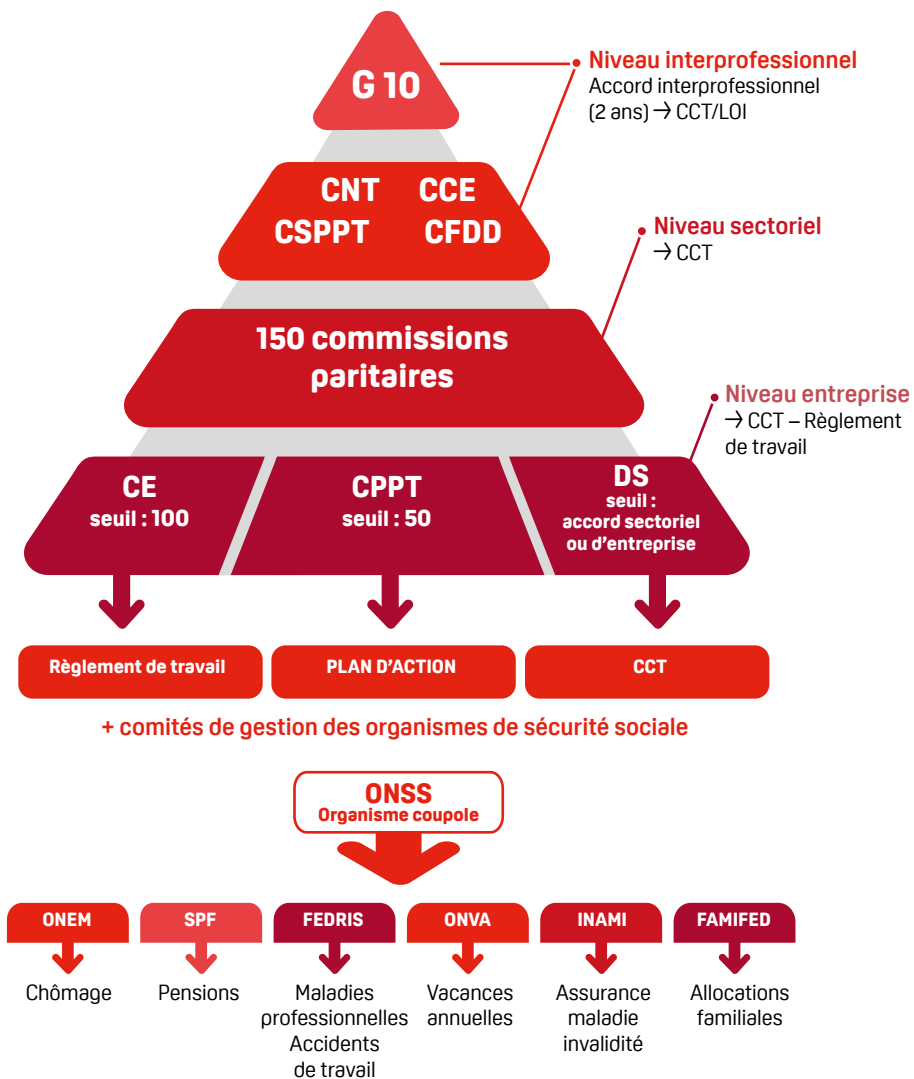 G 10
Niveau interprofessionnel
Accord interprofessionnel
(2 ans) → CCT/LOI
CNT CCE
CSPPT CFDD
Niveau sectoriel
→ CCT
150 commissions
paritaires
Niveau entreprise
→ CCT – Règlement
de travail
CE
seuil : 100
CPPT
seuil : 50
DS
seuil :
accord sectoriel
ou d’entreprise
Règlement de travail
PLAN D’ACTION
CCT
+ comités de gestion des organismes de sécurité sociale
ONSS
Organisme coupole
ONEM
Chômage
SPF
Pensions
FEDRIS
Maladies
professionnelles
Accidents
de travail
ONVA
Vacances
annuelles
INAMI
Assurance
maladie
invalidité
FAMIFED
Allocations
familiales